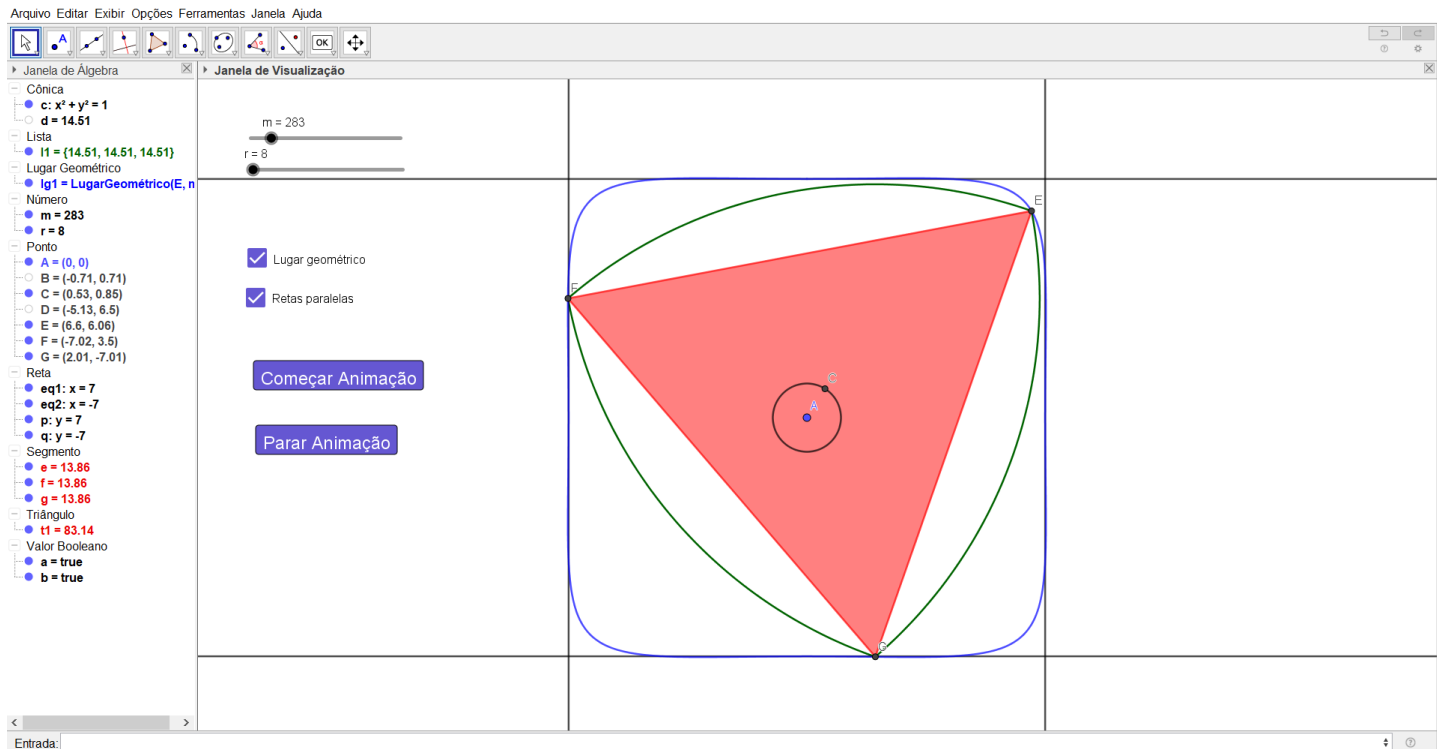 Arquivo Editar Exibir Opções Ferramentas Janela Ajuda
A
OK
Janela de Álgebra
Janela de Visualização
Cônica
c: x² + y² = 1
d = 14.51
Lista
l1 = {14.51, 14.51, 14.51}
Lugar Geométrico
lg1 = LugarGeométrico(E, n
Número
m = 283
r = 8
Ponto
A = (0, 0)
B = (-0.71, 0.71)
C = (0.53, 0.85)
D = (-5.13, 6.5)
E = (6.6, 6.06)
F = (-7.02, 3.5)
G = (2.01, -7.01)
Reta
eq1: x = 7
eq2: x = -7
p: y = 7
q: y = -7
Segmento
e = 13.86
f = 13.86
g = 13.86
Triângulo
t1 = 83.14
Valor Booleano
a = true
b = true
m = 283
r = 8
Lugar geométrico
Retas paralelas
Começar Animação
Parar Animação
E
F
C
A
G
Entrada: